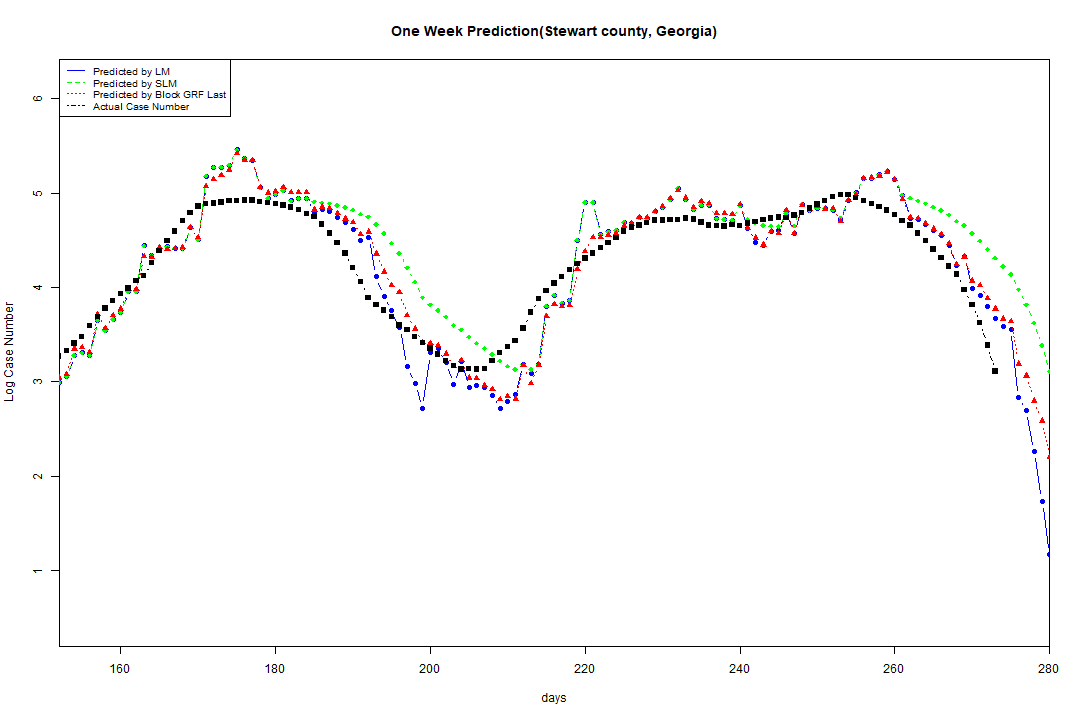 One Week Prediction(Stewart county, Georgia)
Predicted by LM
Predicted by SLM
Predicted by Block GRF Last
Actual Case Number
6
5
4
3
2
1
Log Case Number
160 180 200 220 240 260 280
days